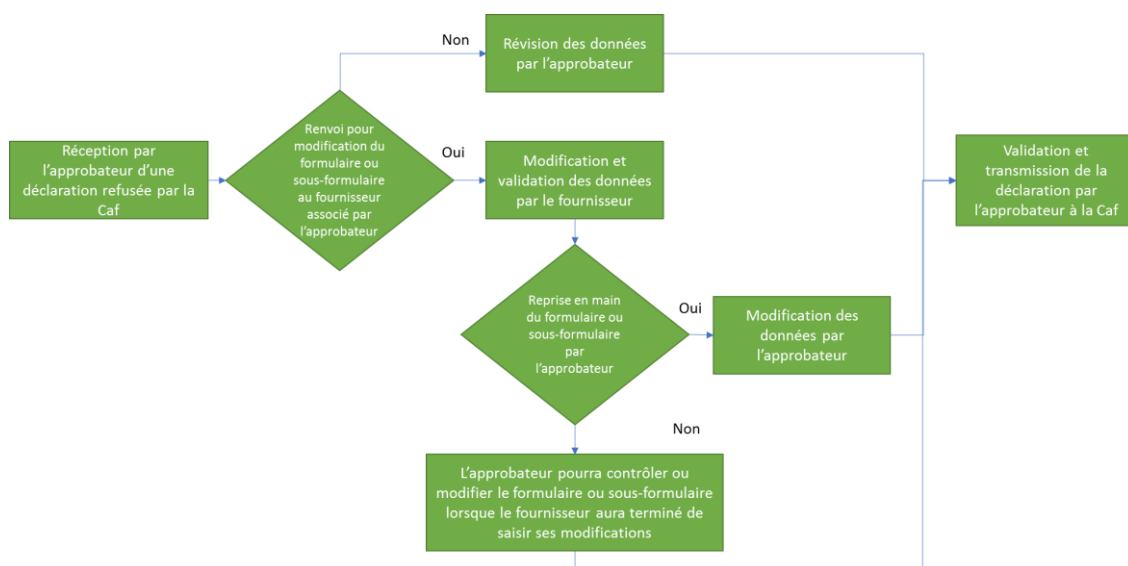 Non
Révision des données
par l'approbateur
Réception par
l'approbateur d'une
déclaration refusée par la
Caf
Renvoi pour
modification du
formulaire ou
sous-formulaire
au fournisseur
associé par
l'approbateur
Oui
Modification et
validation des données
par le fournisseur
Validation et
transmission de la
déclaration par
l'approbateur à la Caf
Reprise en main
du formulaire ou
sous-formulaire
par
l'approbateur
Oui
Modification des
données par
l'approbateur
Non
L'approbateur pourra contrôler ou
modifier le formulaire ou sous-formulaire
lorsque le fournisseur aura terminé de
saisir ses modifications